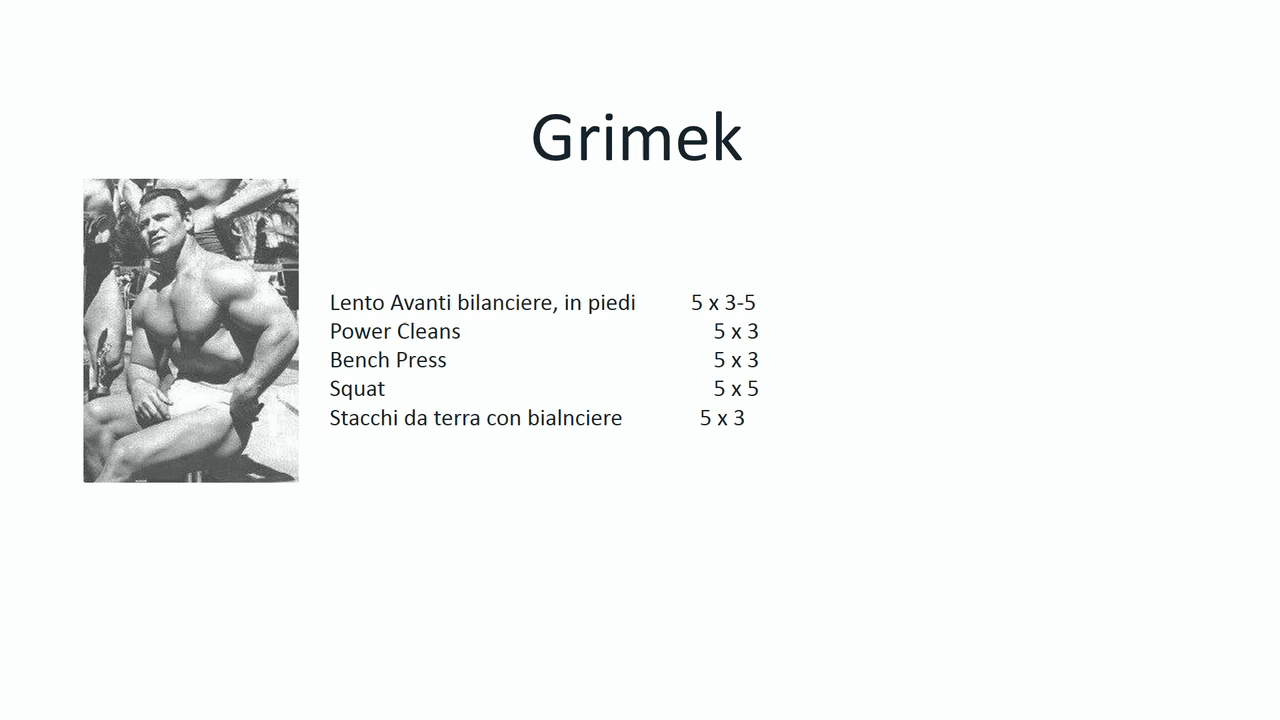 Grimek
Lento Avanti bilanciere, in piedi 5 x 3-5
Power Cleans 5 x 3
Bench Press 5 x 3
Squat 5 x 5
Stacchi da terra con bialnciere 5 x 3